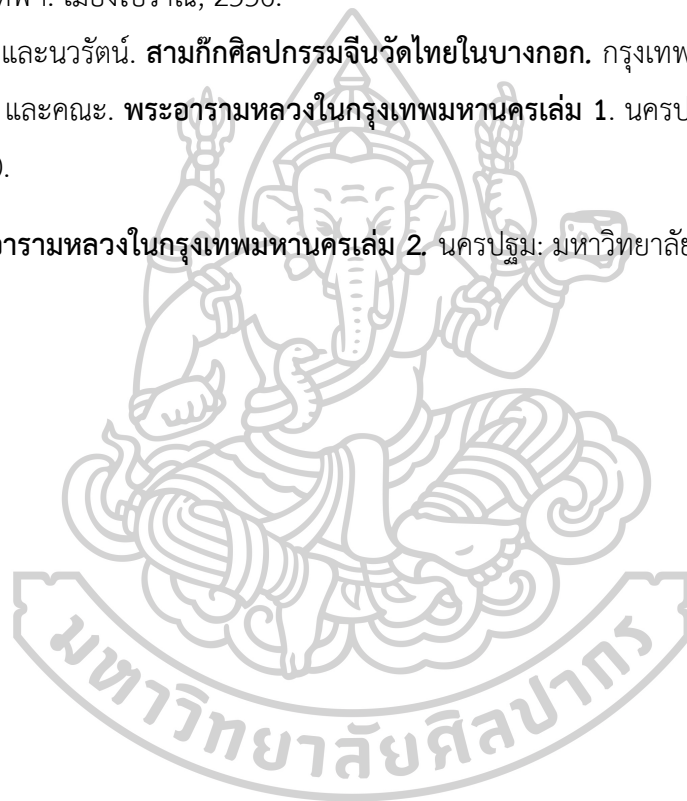 เมืองโบราณ, 2536.
และนวรัตน์. สามก๊กศิลปกรรมจีนวัดไทยในบางกอก. กรุงเทพ
และคณะ. พระอารามหลวงในกรุงเทพมหานครเล่ม 1. นครป
.
อารามหลวงในกรุงเทพมหานครเล่ม 2. นครปฐม: มหาวิทยาลัย
มหาวิทยาลัยศิลปากร